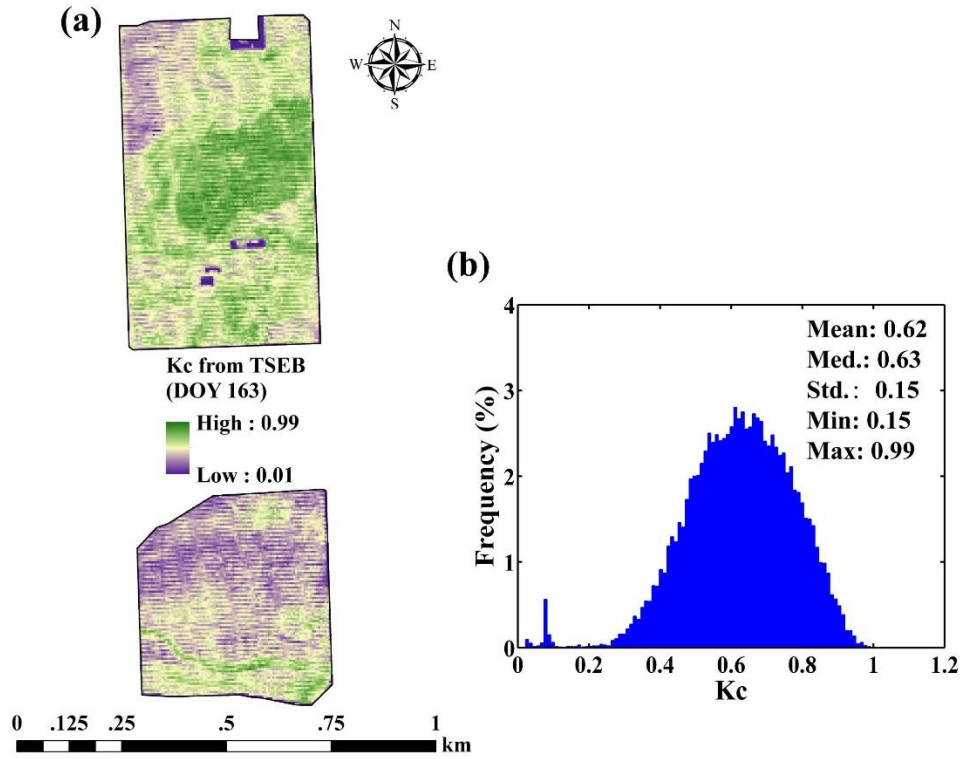 (a)
N
W E
S
Kc from TSEB
(DOY 163)
High : 0.99
Low : 0.01
0 .125 .25 .5 .75 1
km
(b)
4
3
2
1
0
Frequency (%)
Mean: 0.62
Med.: 0.63
Std.: 0.15
Min: 0.15
Max: 0.99
0 0.2 0.4 0.6 0.8 1 1.2
Kc